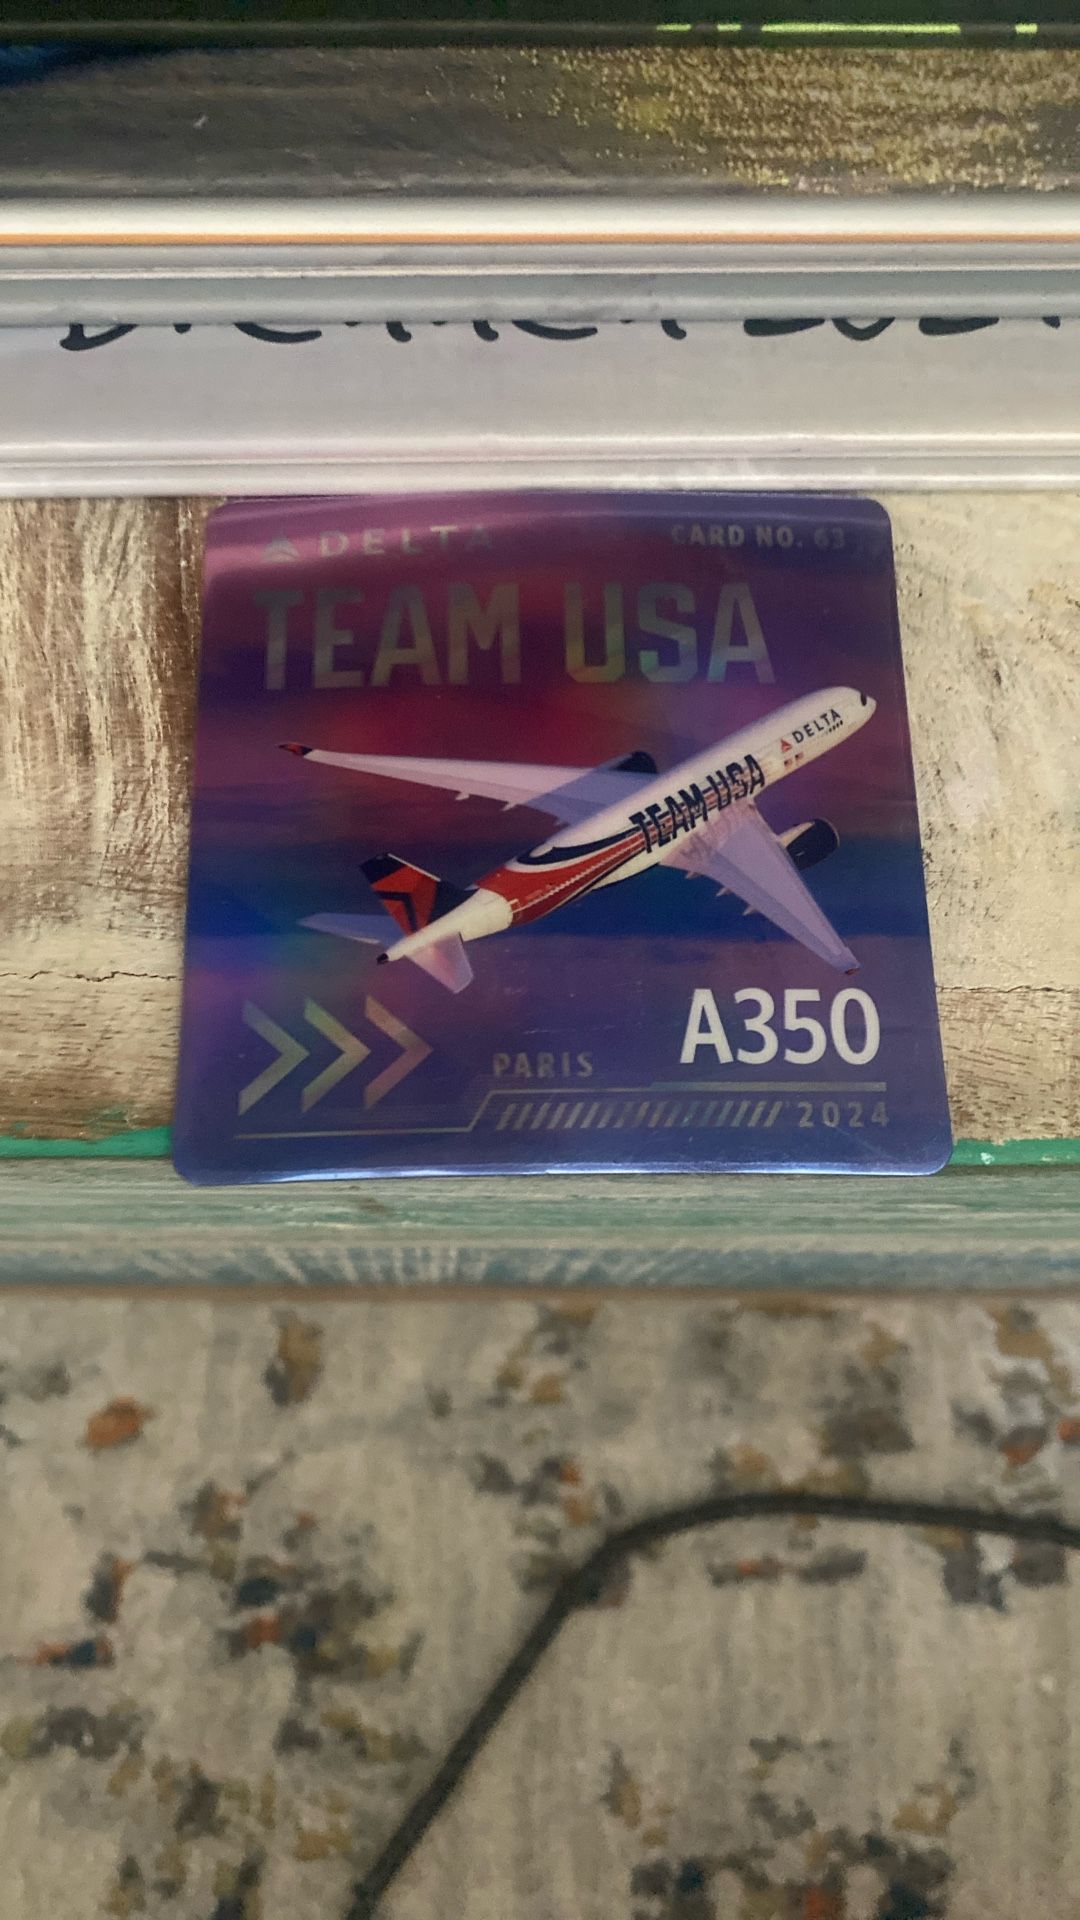 DELTA
CARD NO. 63
TEAM USA
DELTA
TEAM USA
A350
PARIS
2024